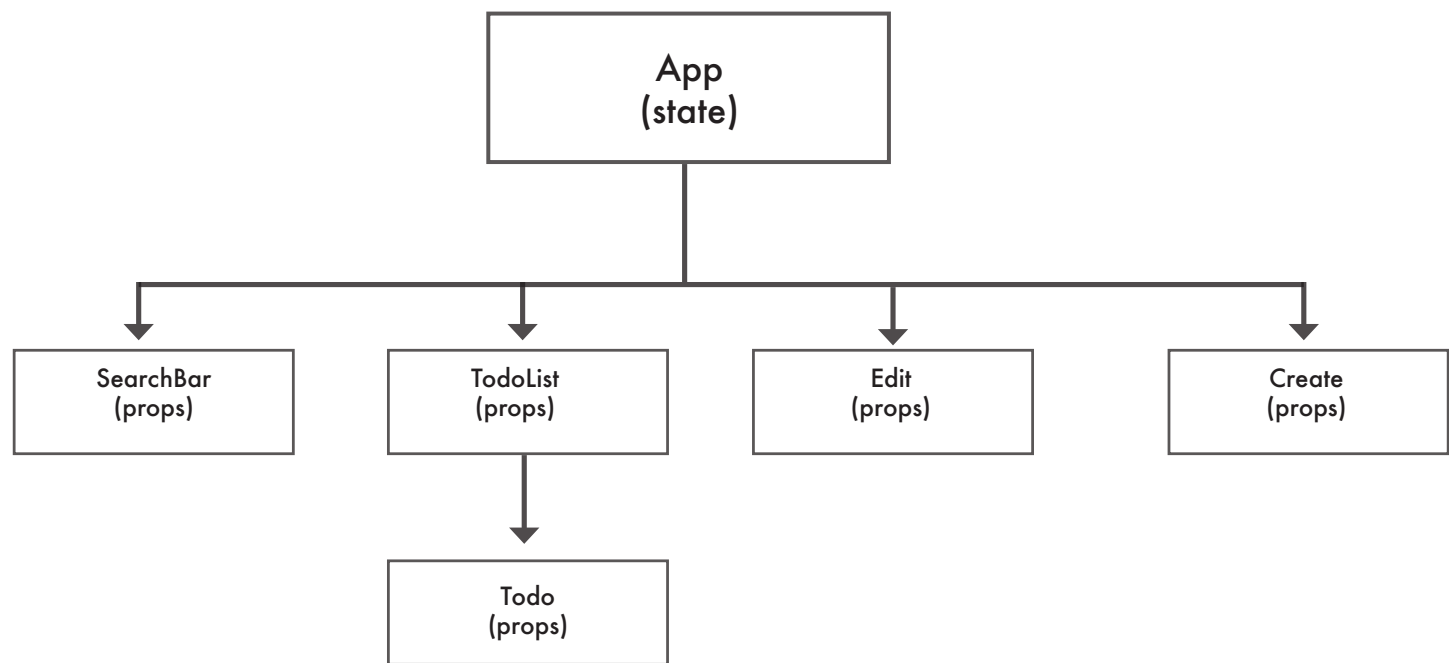 App
(state)
SearchBar
(props)
TodoList
(props)
Edit
(props)
Create
(props)
Todo
(props)